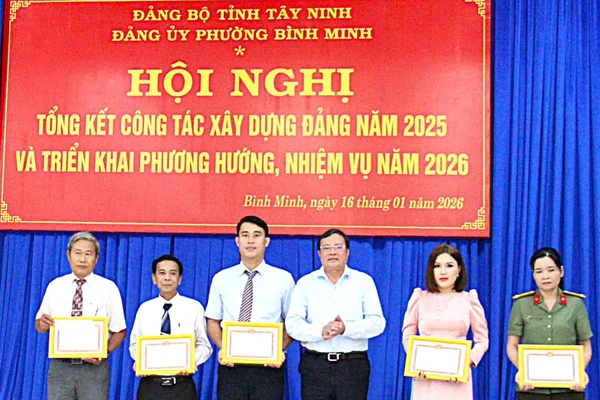 ĐẢNG BỘ TỈNH TÂY NINH
ĐẢNG ỦY PHƯỜNG BÌNH MINH
*
HỘI NGHỊ
TỔNG KẾT CÔNG TÁC XÂY DỰNG ĐẢNG NĂM 2025
VÀ TRIỂN KHAI PHƯƠNG HƯỚNG, NHIỆM VỤ NĂM 2026
Bình Minh, ngày 16 tháng 01 năm 2026